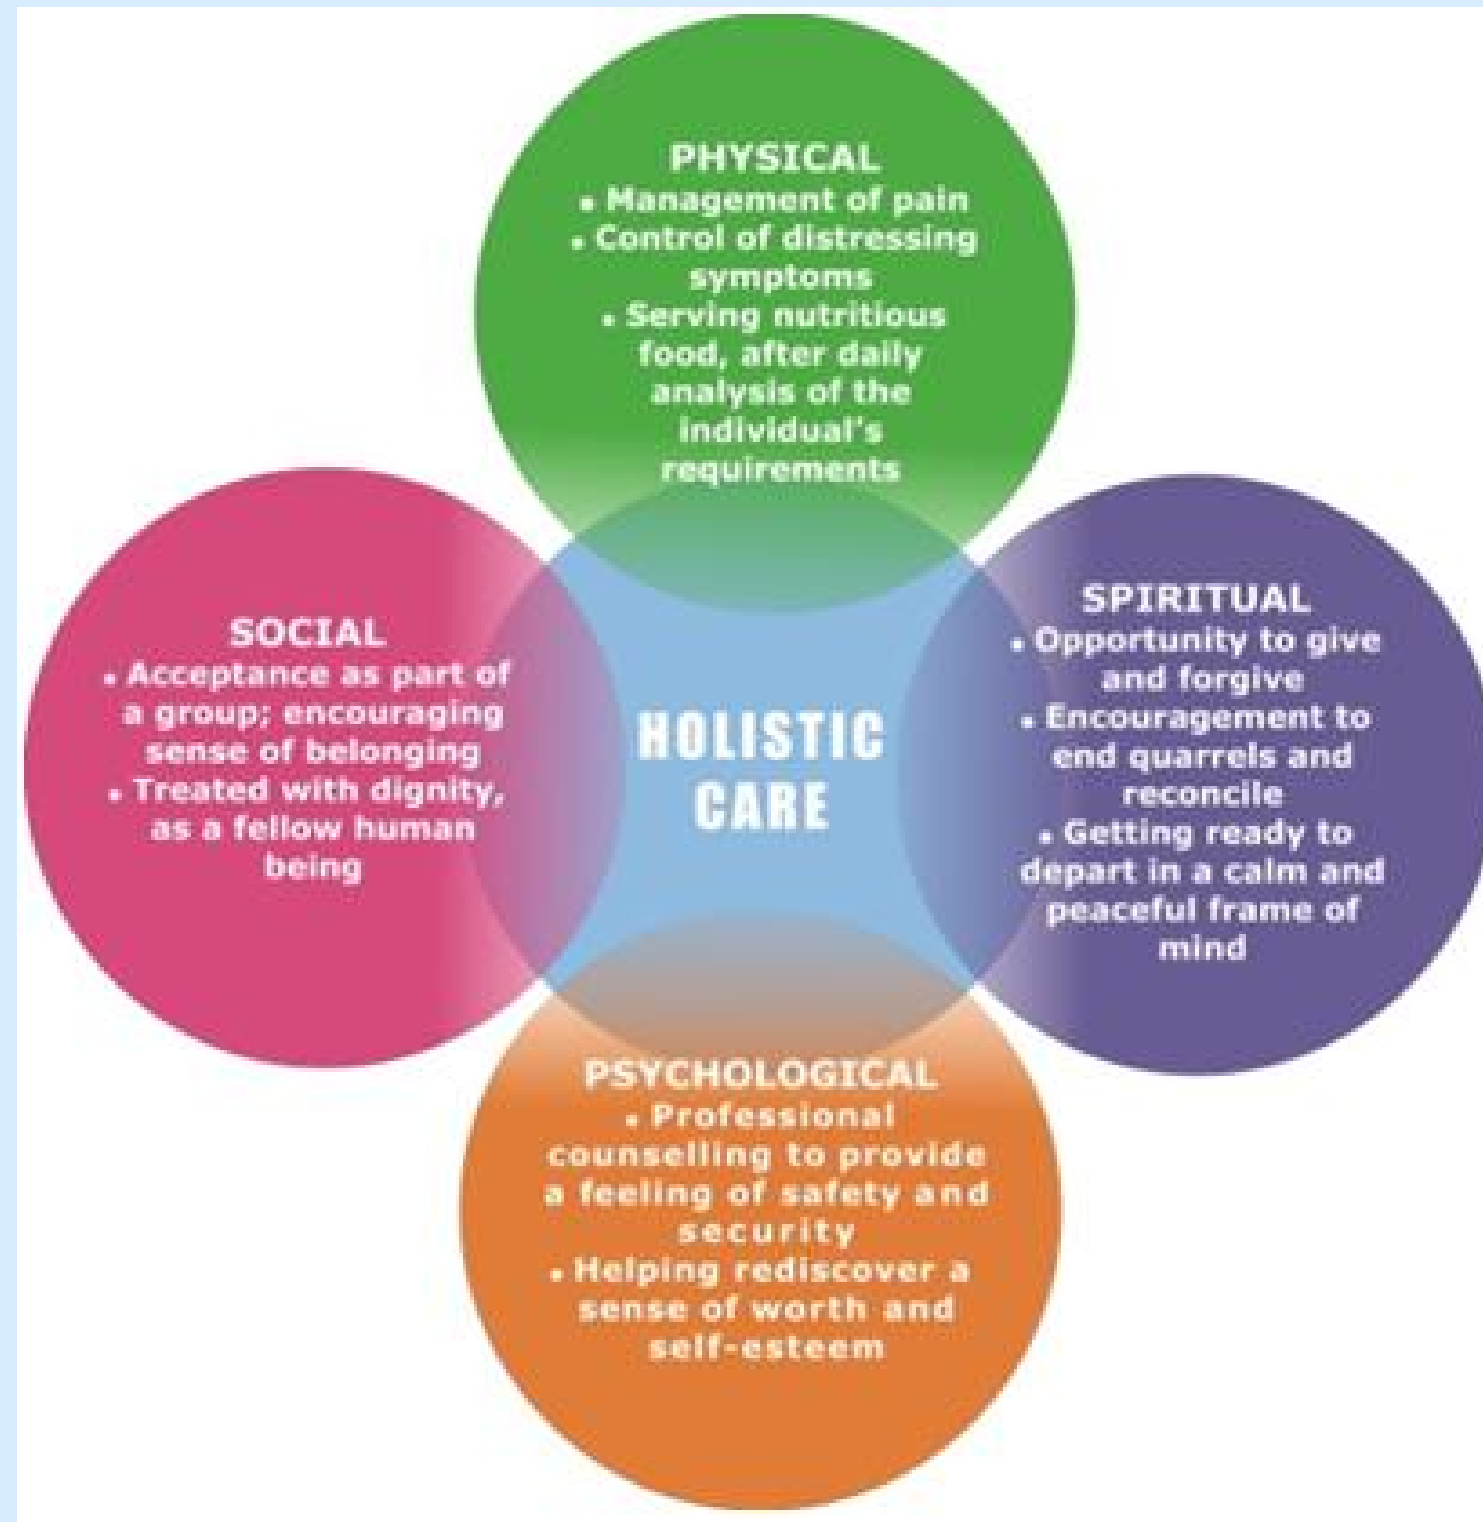 PHYSICAL
• Management of pain
• Control of distressing
symptoms
• Serving nutritious
food, after daily
analysis of the
individual's
requirements
SOCIAL
• Acceptance as part of
a group; encouraging
sense of belonging
• Treated with dignity,
as a fellow human
being
HOLISTIC
CARE
SPIRITUAL
• Opportunity to give
and forgive
• Encouragement to
end quarrels and
reconcile
• Getting ready to
depart in a calm and
peaceful frame of
mind
PSYCHOLOGICAL
• Professional
counselling to provide
a feeling of safety and
security
• Helping rediscover a
sense of worth and
self-esteem